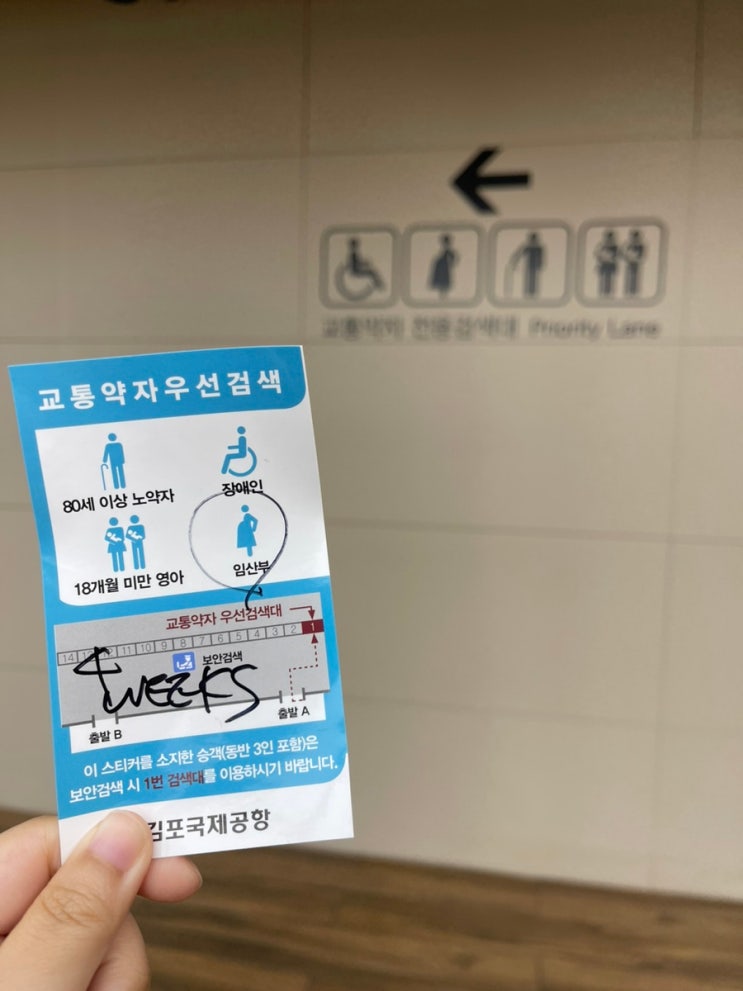 교통약자 전용검색대 Priority Lane
교통약자우선검색
80세 이상 노약자
장애인
18개월 미만 영아
임산부
교통약자 우선검색대
14 13 12 11 10 9 8 7 6 5 4 3 2 1
보안검색
4 WEEKS
출발 B
출발 A
이 스티커를 소지한 승객(동반 3인 포함)은
보안검색 시 1번 검색대를 이용하시기 바랍니다.
김포국제공항